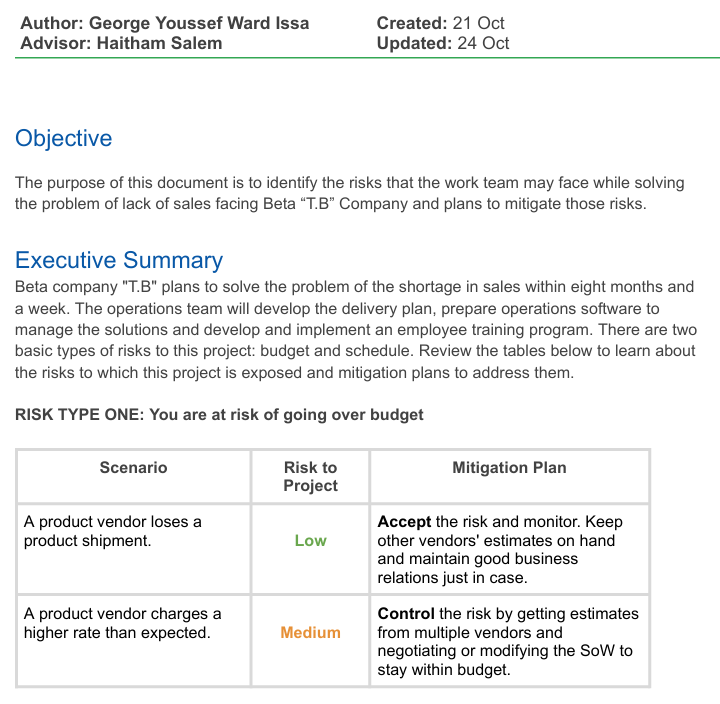 Author: George Youssef Ward Issa Created: 21 Oct
Advisor: Haitham Salem Updated: 24 Oct
Objective
The purpose of this document is to identify the risks that the work team may face while solving
the problem of lack of sales facing Beta “T.B” Company and plans to mitigate those risks.
Executive Summary
Beta company "T.B" plans to solve the problem of the shortage in sales within eight months and
a week. The operations team will develop the delivery plan, prepare operations software to
manage the solutions and develop and implement an employee training program. There are two
basic types of risks to this project: budget and schedule. Review the tables below to learn about
the risks to which this project is exposed and mitigation plans to address them.
RISK TYPE ONE: You are at risk of going over budget
Scenario
Risk to
Project
Mitigation Plan
A product vendor loses a
product shipment.
Low
Accept the risk and monitor. Keep
other vendors' estimates on hand
and maintain good business
relations just in case.
A product vendor charges a
higher rate than expected.
Medium
Control the risk by getting estimates
from multiple vendors and
negotiating or modifying the SoW to
stay within budget.